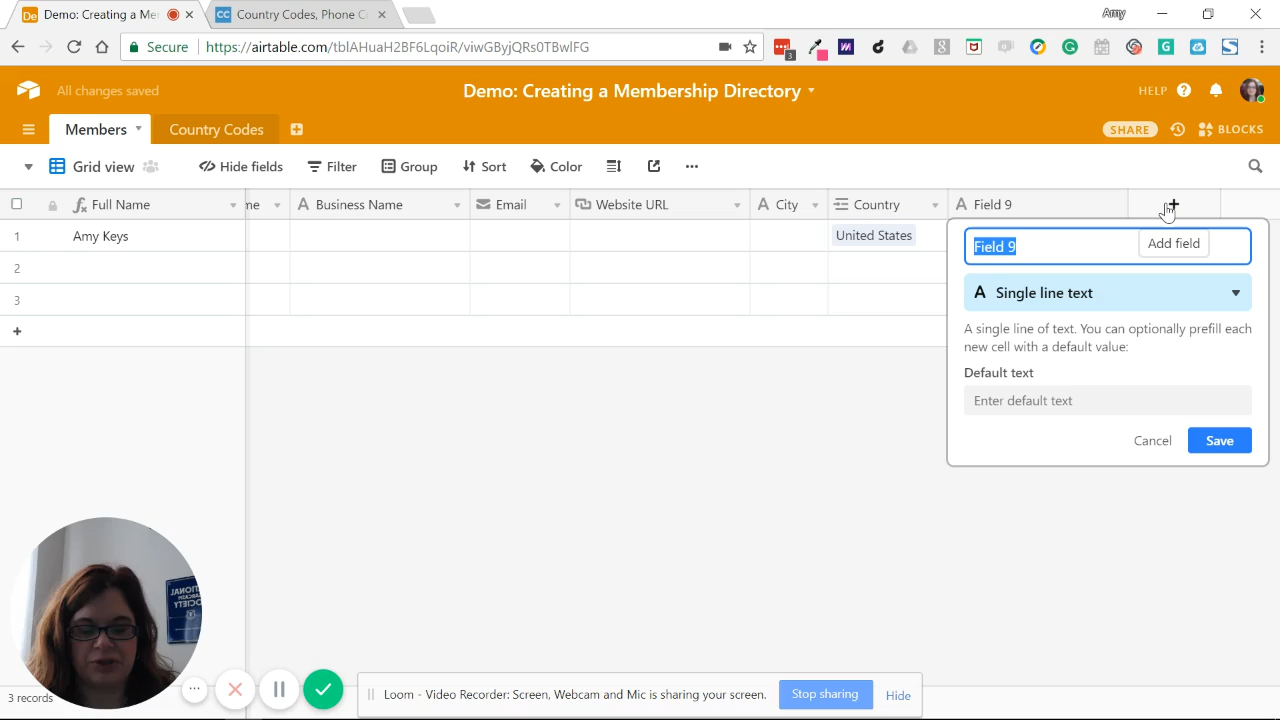 De Demo: Creating a Me
CC Country Codes, Phone C
Amy
Secure https://airtable.com/tblAHuaH2BF6LqoiR/viwGByjQRs0TBwlFG
3
All changes saved
Demo: Creating a Membership Directory
HELP
Members
Country Codes
SHARE
BLOCKS
Grid view
Hide fields
Filter
Group
Sort
Color
Full Name
me
A Business Name
Email
Website URL
A City
Country
A Field 9
1 Amy Keys United States
2
3
Field 9
Add field
A Single line text
A single line of text. You can optionally prefill each
new cell with a default value:
Default text
Enter default text
Cancel
Save
3 records
Loom - Video Recorder: Screen, Webcam and Mic is sharing your screen.
Stop sharing
Hide